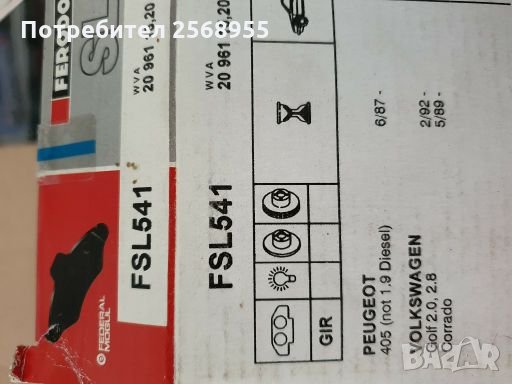 Потребител 2568955
FERODO
WVA
20 961
FSL541
FEDERAL
MOGUL
WVA
20 961
FSL541
GIR
PEUGEOT
405 (not 1.9 Diesel)
6/87 -
VOLKSWAGEN
Golf 2.0, 2.8
2/92 -
Corrado
5/89 -
BAZAR